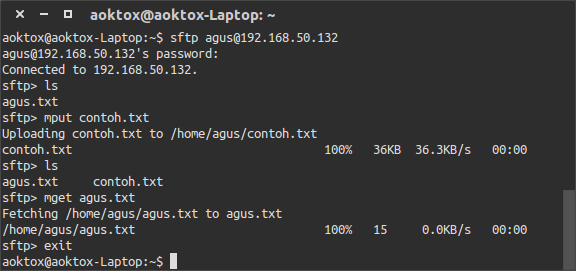 aoktox@aoktox-Laptop: ~
aoktox@aoktox-Laptop:~$ sftp agus@192.168.50.132
agus@192.168.50.132's password:
Connected to 192.168.50.132.
sftp> ls
agus.txt
sftp> mput contoh.txt
Uploading contoh.txt to /home/agus/contoh.txt
contoh.txt 100% 36KB 36.3KB/s 00:00
sftp> ls
agus.txt contoh.txt
sftp> mget agus.txt
Fetching /home/agus/agus.txt to agus.txt
/home/agus/agus.txt 100% 15 0.0KB/s 00:00
sftp> exit
aoktox@aoktox-Laptop:~$